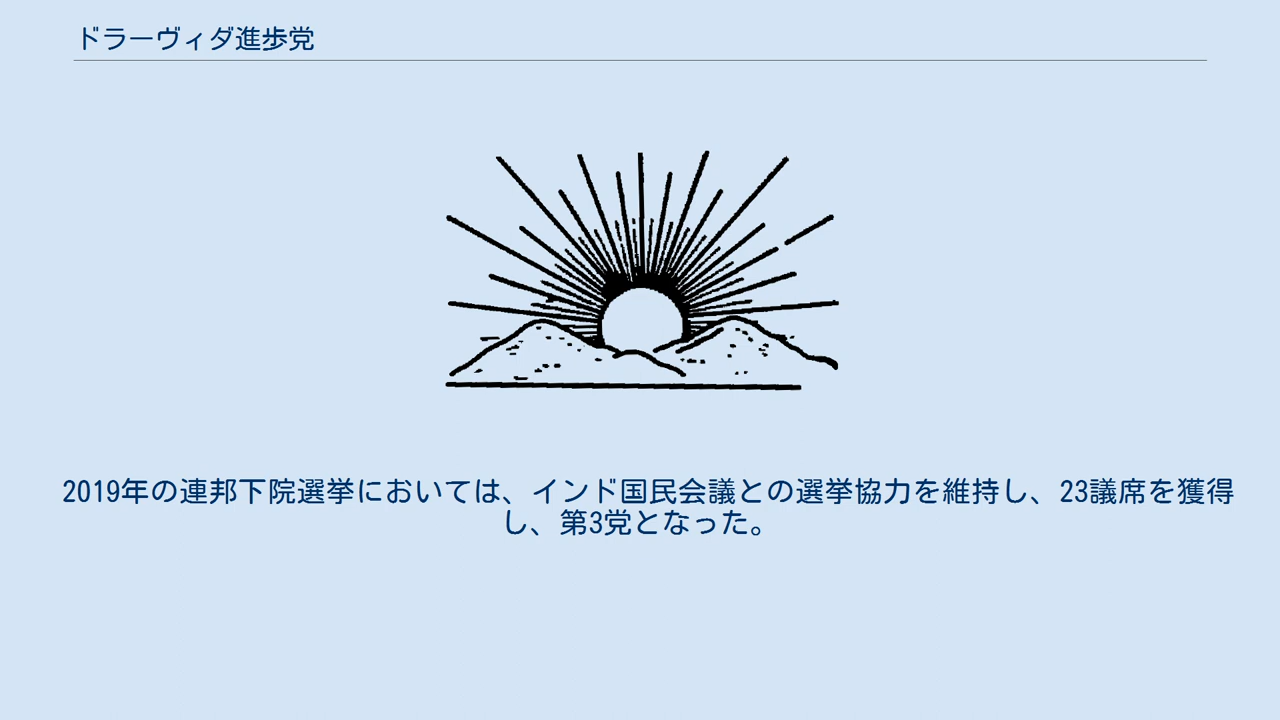 ドラーヴィダ進歩党
2019年の連邦下院選挙においては、インド国民会議との選挙協力を維持し、23議席を獲得
し、第3党となった。